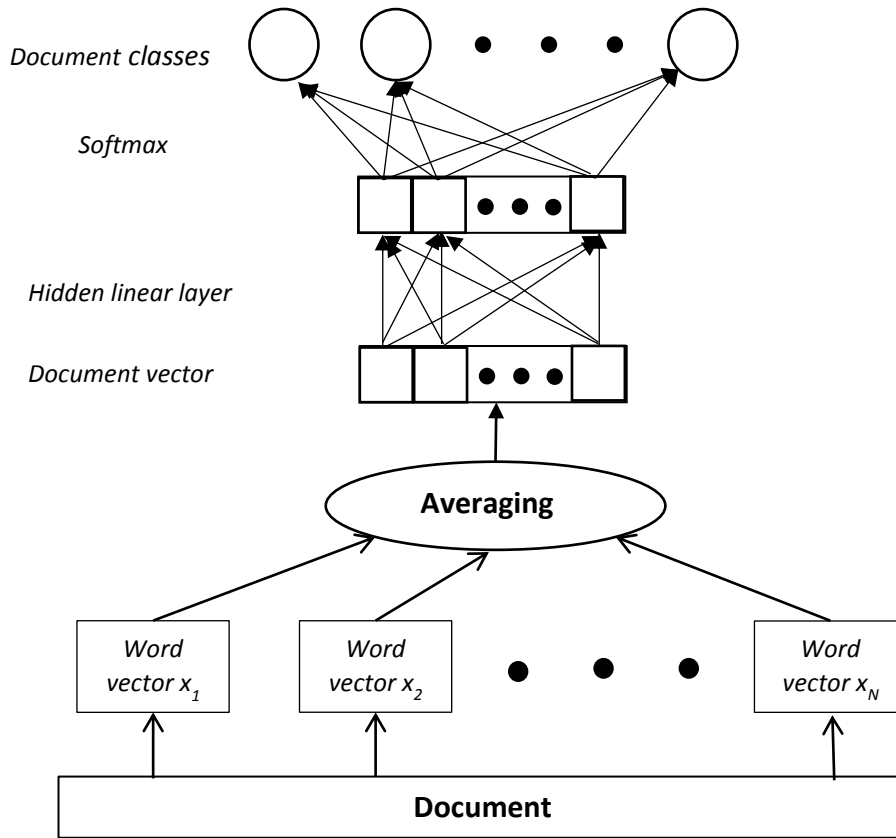 Document classes
Softmax
Hidden linear layer
Document vector
Averaging
Word
vector x1
Word
vector x2
Word
vector xN
Document